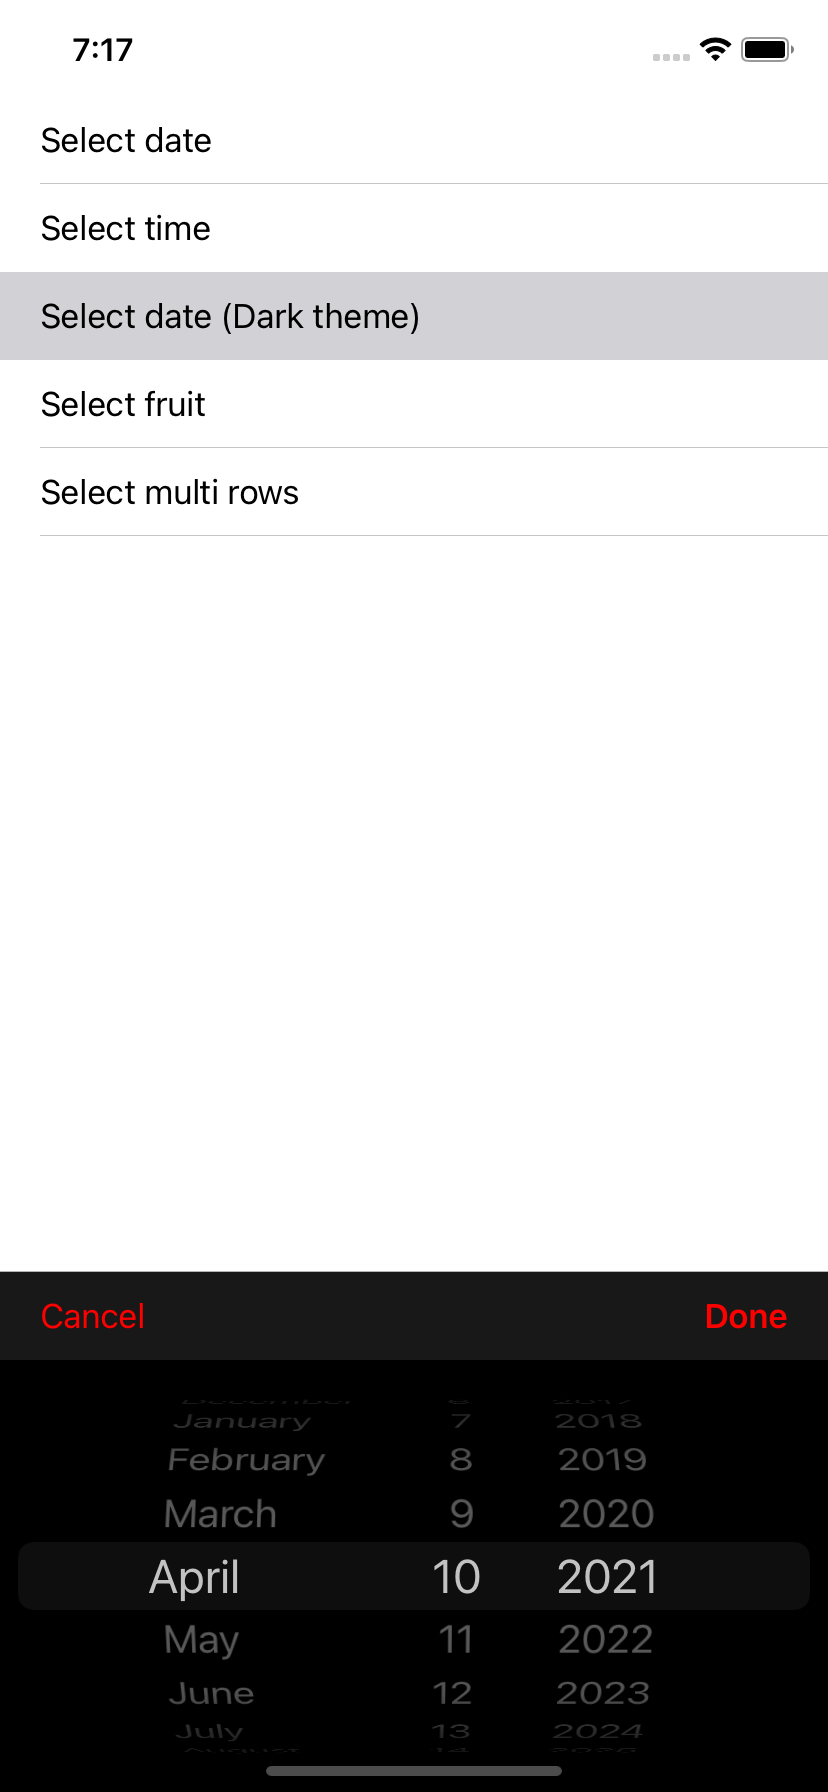 7:17
Select date
Select time
Select date (Dark theme)
Select fruit
Select multi rows
Cancel Done
January 7 2018
February 8 2019
March 9 2020
April 10 2021
May 11 2022
June 12 2023
July 13 2024